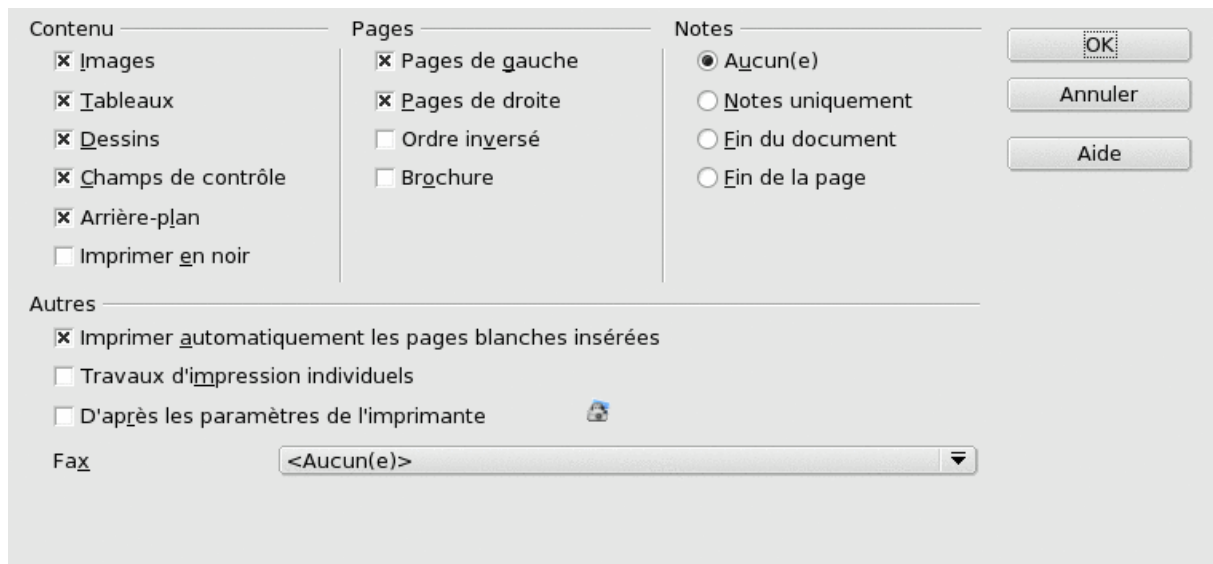 Contenu
Images
Tableaux
Dessins
Champs de contrôle
Arrière-plan
Imprimer en noir
Pages
Pages de gauche
Pages de droite
Ordre inversé
Brochure
Notes
Aucun(e)
Notes uniquement
Fin du document
Fin de la page
OK
Annuler
Aide
Autres
Imprimer automatiquement les pages blanches insérées
Travaux d'impression individuels
D'après les paramètres de l'imprimante
Fax <Aucun(e)>